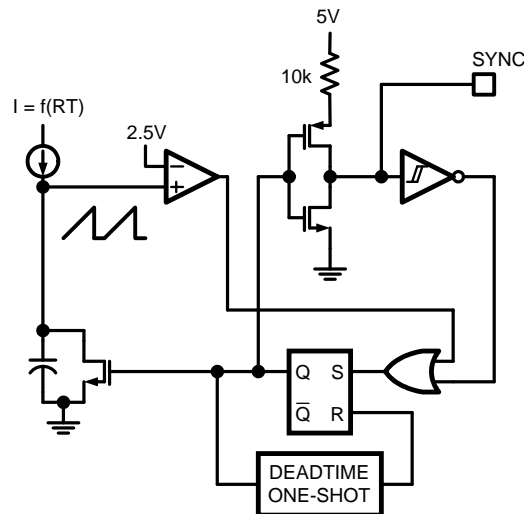 5V
SYNC
10k
I = f(RT)
2.5V
−
+
Q S
Q̅ R
DEADTIME
ONE-SHOT